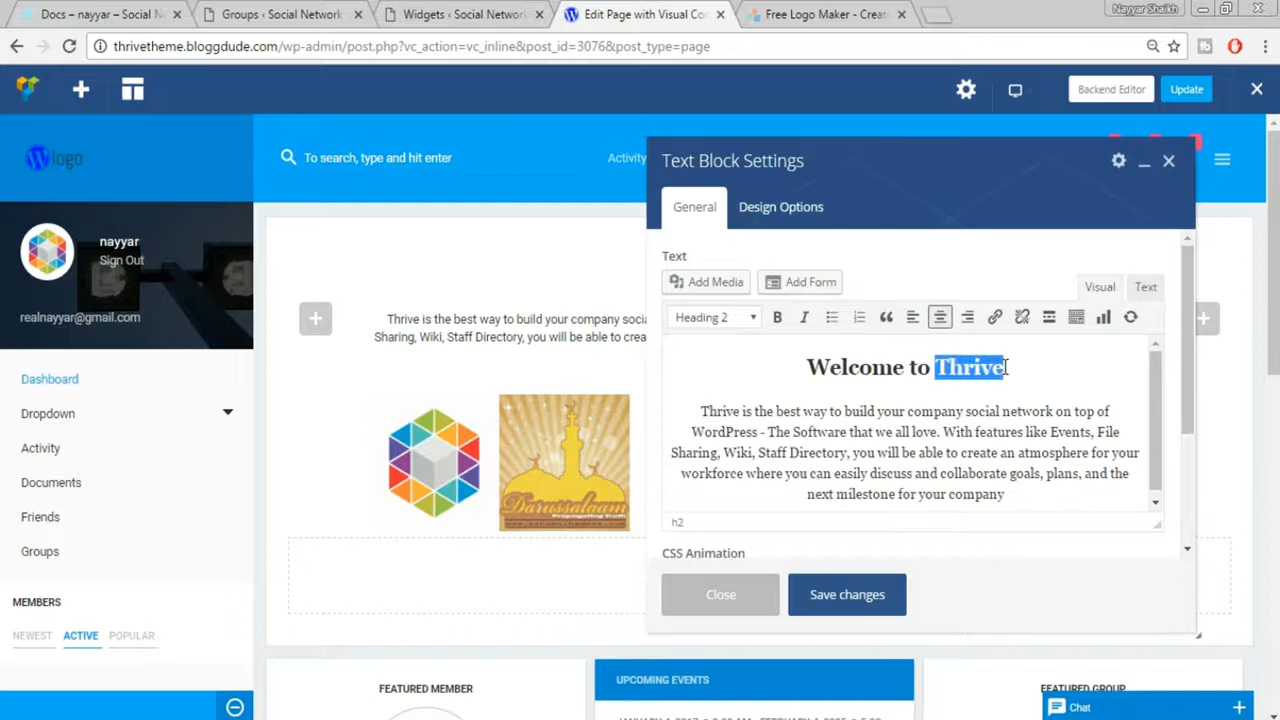 Docs – nayyar – Social N
Groups ‹ Social Network
Widgets ‹ Social Network
Edit Page with Visual Co
Free Logo Maker - Create
Nayyar Shaikh
thrivetheme.bloggdude.com/wp-admin/post.php?vc_action=vc_inline&post_id=3076&post_type=page
Backend Editor
Update
logo
To search, type and hit enter
Activity
nayyar
Sign Out
realnayyar@gmail.com
Dashboard
Dropdown
Activity
Documents
Friends
Groups
MEMBERS
NEWEST
ACTIVE
POPULAR
Thrive is the best way to build your company soci
Sharing, Wiki, Staff Directory, you will be able to crea
Darussalaam
Text Block Settings
General
Design Options
Text
Add Media
Add Form
Visual
Text
Heading 2
B
I
Welcome to Thrive
Thrive is the best way to build your company social network on top of
WordPress - The Software that we all love. With features like Events, File
Sharing, Wiki, Staff Directory, you will be able to create an atmosphere for your
workforce where you can easily discuss and collaborate goals, plans, and the
next milestone for your company
h2
CSS Animation
Close
Save changes
FEATURED MEMBER
UPCOMING EVENTS
FEATURED GROUP
Chat